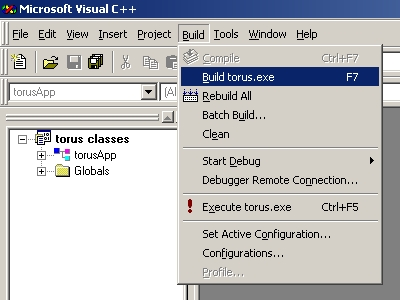 Microsoft Visual C++
File Edit View Insert Project Build Tools Window Help
Compile Ctrl+F7
Build torus.exe F7
torusApp
(Al
Rebuild All
Batch Build...
Clean
torus classes
torusApp
Globals
Start Debug
Debugger Remote Connection...
Execute torus.exe Ctrl+F5
Set Active Configuration...
Configurations...
Profile...